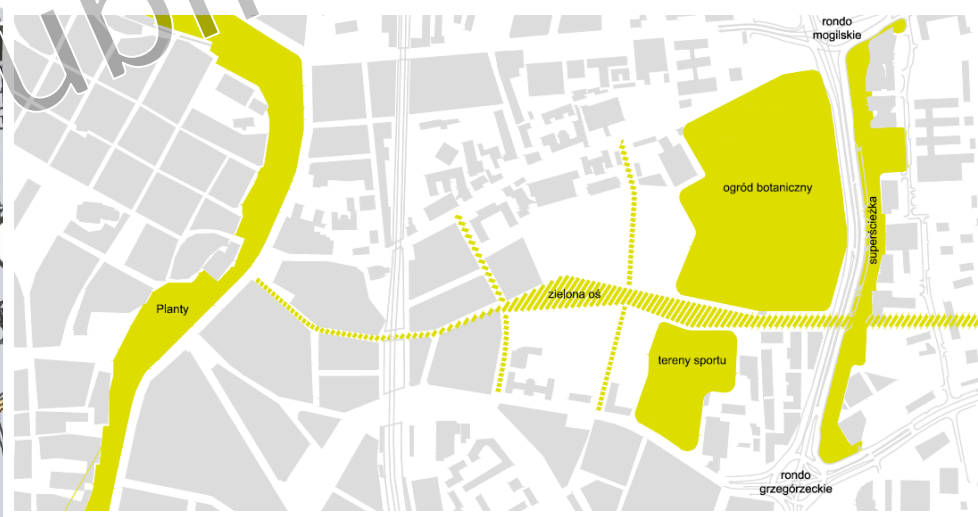 rondo
mogilskie
ogród botaniczny
superścieżka
zielona oś
Planty
tereny sportu
rondo
grzegórzeckie